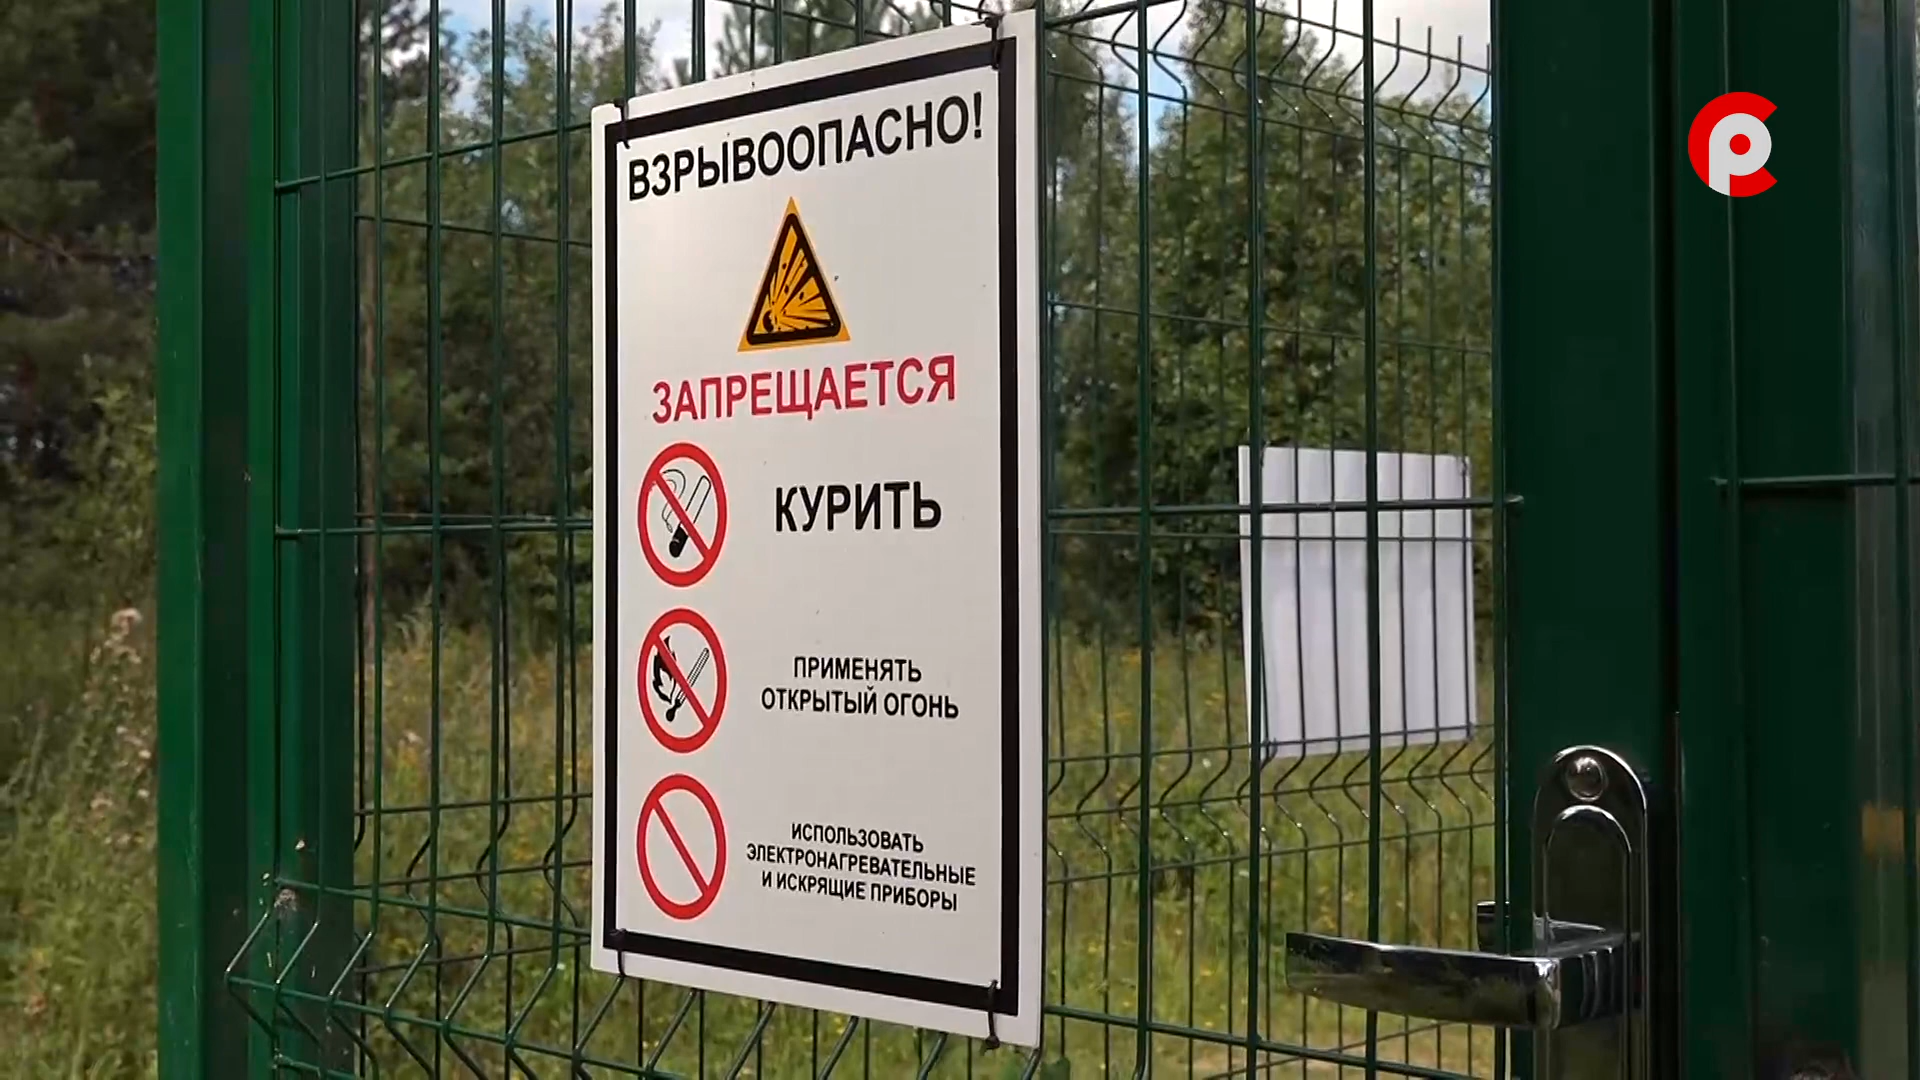 ВЗРЫВООПАСНО!
ЗАПРЕЩАЕТСЯ
КУРИТЬ
ПРИМЕНЯТЬ
ОТКРЫТЫЙ ОГОНЬ
ИСПОЛЬЗОВАТЬ
ЭЛЕКТРОНАГРЕВАТЕЛЬНЫЕ
И ИСКРЯЩИЕ ПРИБОРЫ